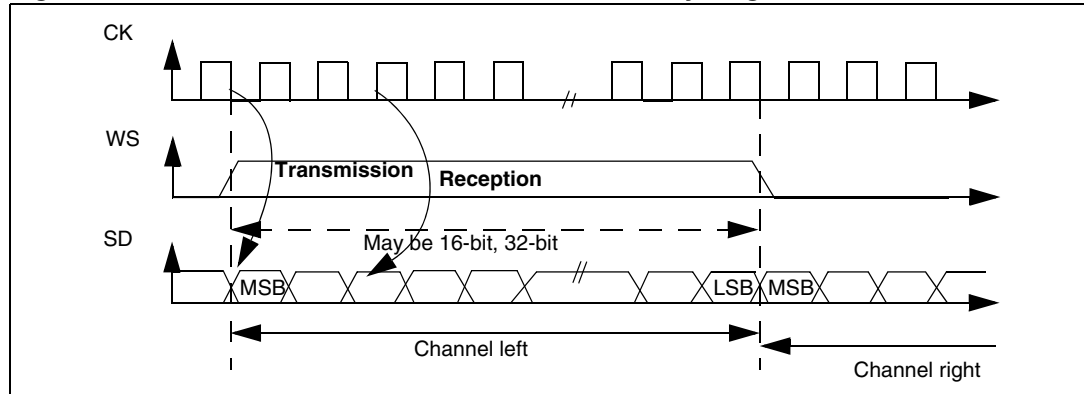 CK
WS
Transmission
Reception
SD
May be 16-bit, 32-bit
MSB
LSB
MSB
Channel left
Channel right